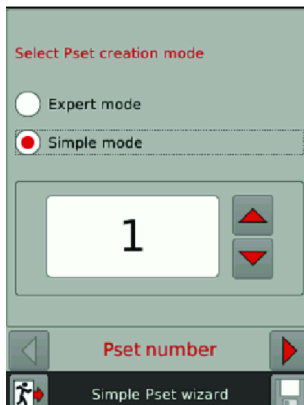 Select Pset creation mode
Expert mode
Simple mode
1
Pset number
Simple Pset wizard